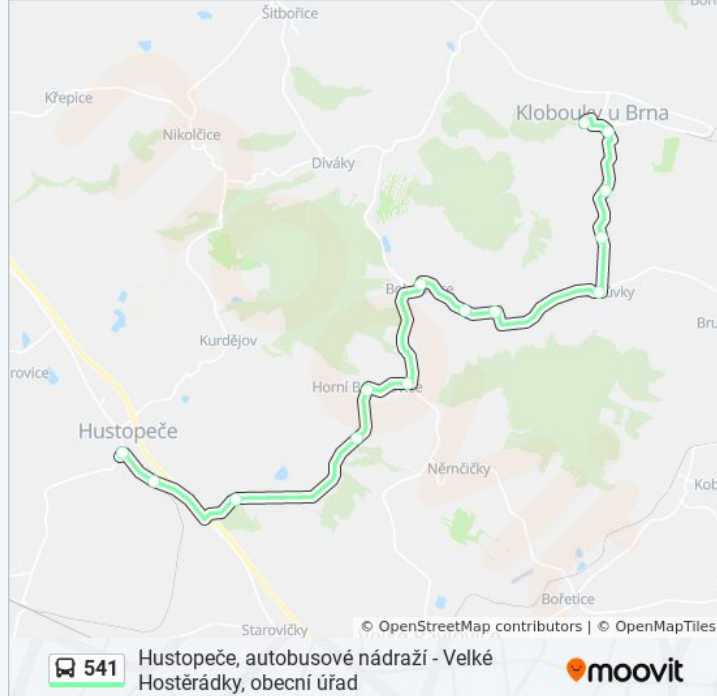 Šitbořice
Křepice
Klobouky u Brna
Nikolčice
Diváky
Kurdějov
Horní B
Hustopeče
Němčičky
Bořetice
© OpenStreetMap contributors | © OpenMapTiles
Starovičky
541
Hustopeče, autobusové nádraží - Velké
Hostěrádky, obecní úřad
moovit